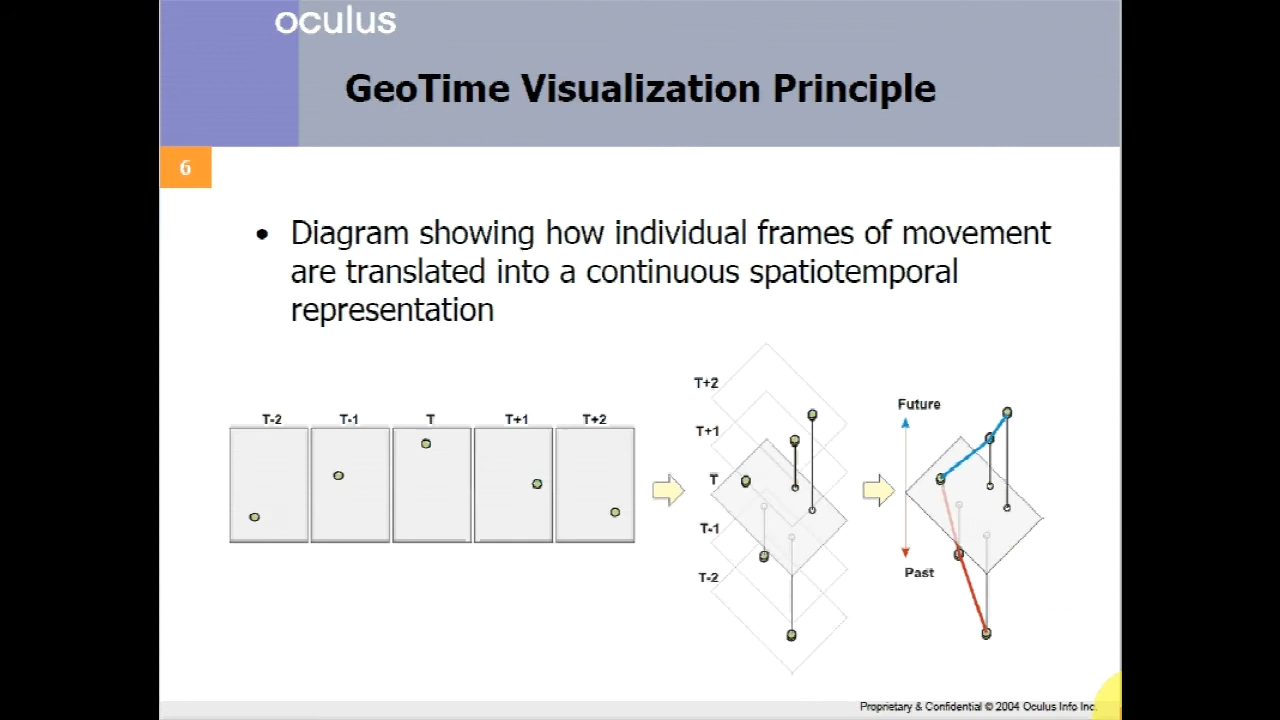 oculus
GeoTime Visualization Principle
6
• Diagram showing how individual frames of movement
are translated into a continuous spatiotemporal
representation
T-2 T-1 T T+1 T+2
T+2
T+1
T
T-1
T-2
Future
Past
Proprietary & Confidential © 2004 Oculus Info Inc.